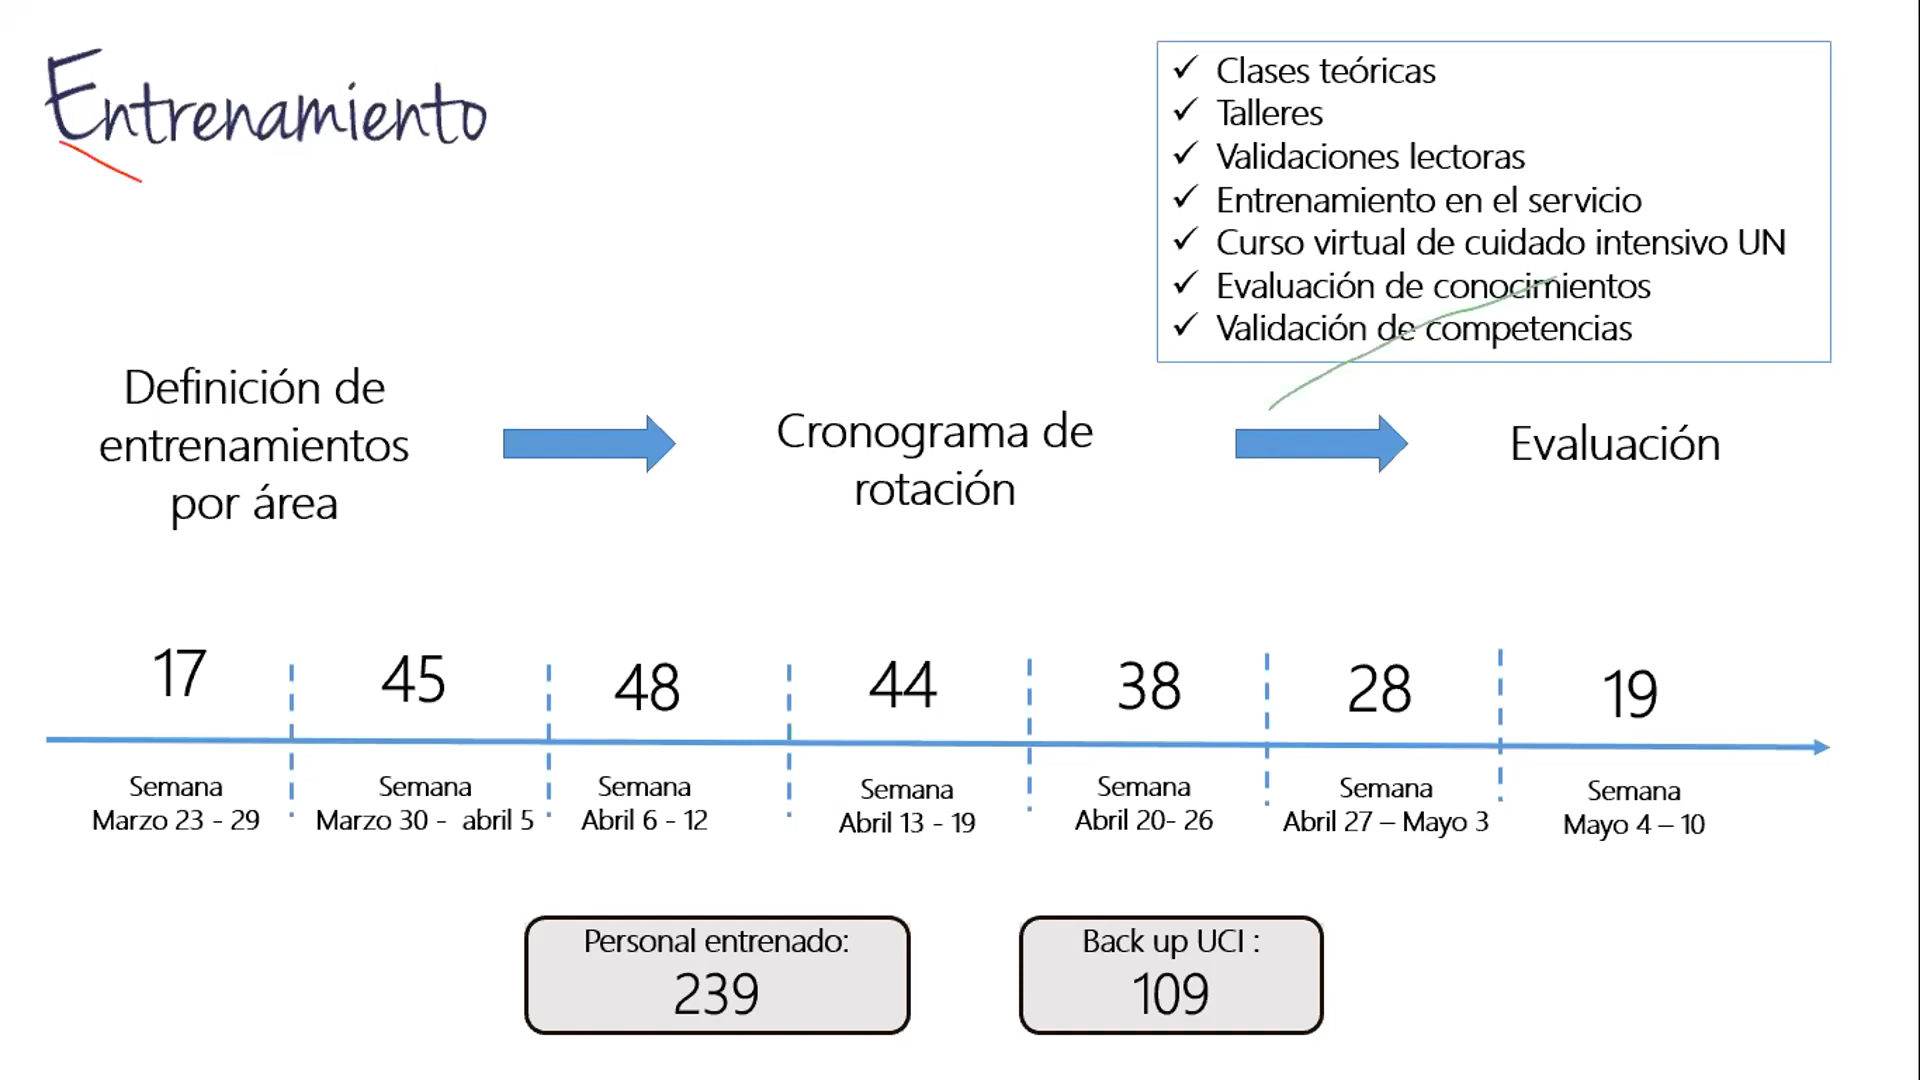 Entrenamiento
✓ Clases teóricas
✓ Talleres
✓ Validaciones lectoras
✓ Entrenamiento en el servicio
✓ Curso virtual de cuidado intensivo UN
✓ Evaluación de conocimientos
✓ Validación de competencias
Definición de
entrenamientos
por área
Cronograma de
rotación
Evaluación
17
Semana
Marzo 23 - 29
45
Semana
Marzo 30 - abril 5
48
Semana
Abril 6 - 12
44
Semana
Abril 13 - 19
38
Semana
Abril 20- 26
28
Semana
Abril 27 – Mayo 3
19
Semana
Mayo 4 – 10
Personal entrenado:
239
Back up UCI :
109